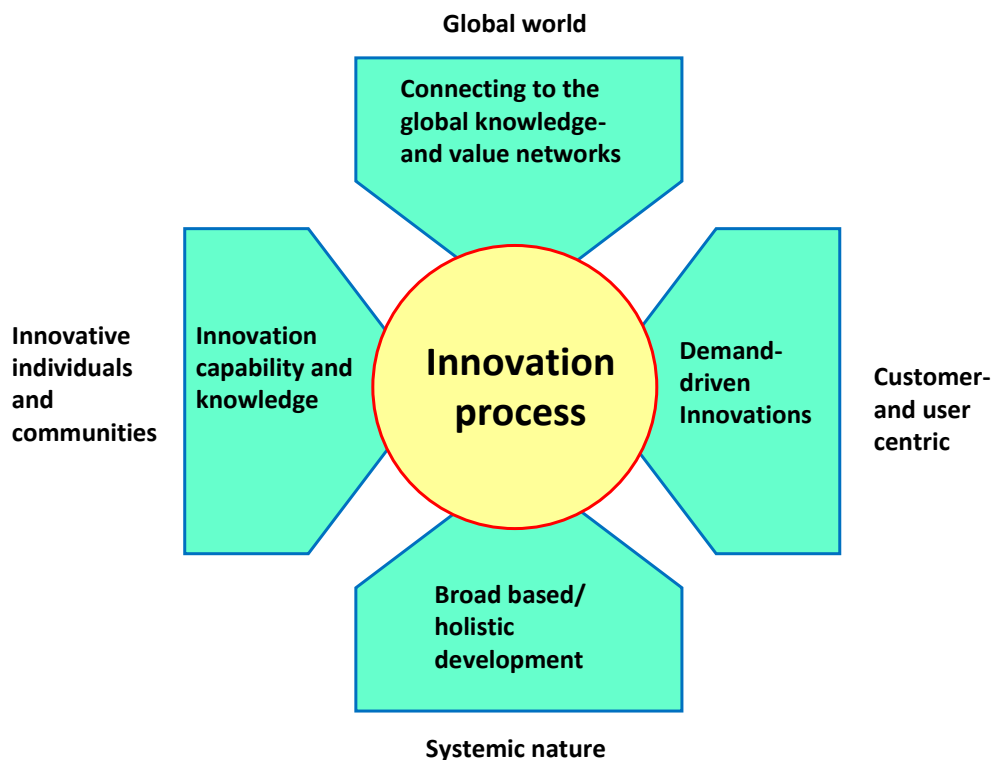 Global world
Connecting to the
global knowledge-
and value networks
Innovative
individuals
and
communities
Innovation
capability and
knowledge
Innovation
process
Demand-
driven
Innovations
Customer-
and user
centric
Broad based/
holistic
development
Systemic nature